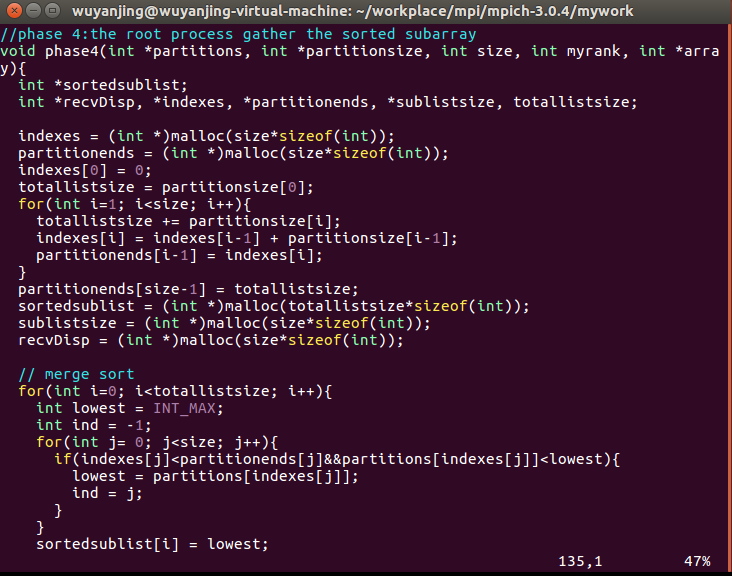 wuyanjing@wuyanjing-virtual-machine: ~/workplace/mpi/mpich-3.0.4/mywork
//phase 4:the root process gather the sorted subarray
void phase4(int *partitions, int *partitionsize, int size, int myrank, int *arra
y){
  int *sortedsublist;
  int *recvDisp, *indexes, *partitionends, *sublistsize, totallistsize;

  indexes = (int *)malloc(size*sizeof(int));
  partitionends = (int *)malloc(size*sizeof(int));
  indexes[0] = 0;
  totallistsize = partitionsize[0];
  for(int i=1; i<size; i++){
    totallistsize += partitionsize[i];
    indexes[i] = indexes[i-1] + partitionsize[i-1];
    partitionends[i-1] = indexes[i];
  }
  partitionends[size-1] = totallistsize;
  sortedsublist = (int *)malloc(totallistsize*sizeof(int));
  sublistsize = (int *)malloc(size*sizeof(int));
  recvDisp = (int *)malloc(size*sizeof(int));

  // merge sort
  for(int i=0; i<totallistsize; i++){
    int lowest = INT_MAX;
    int ind = -1;
    for(int j= 0; j<size; j++){
      if(indexes[j]<partitionends[j]&&partitions[indexes[j]]<lowest){
        lowest = partitions[indexes[j]];
        ind = j;
      }
    }
    sortedsublist[i] = lowest;
135,1 47%